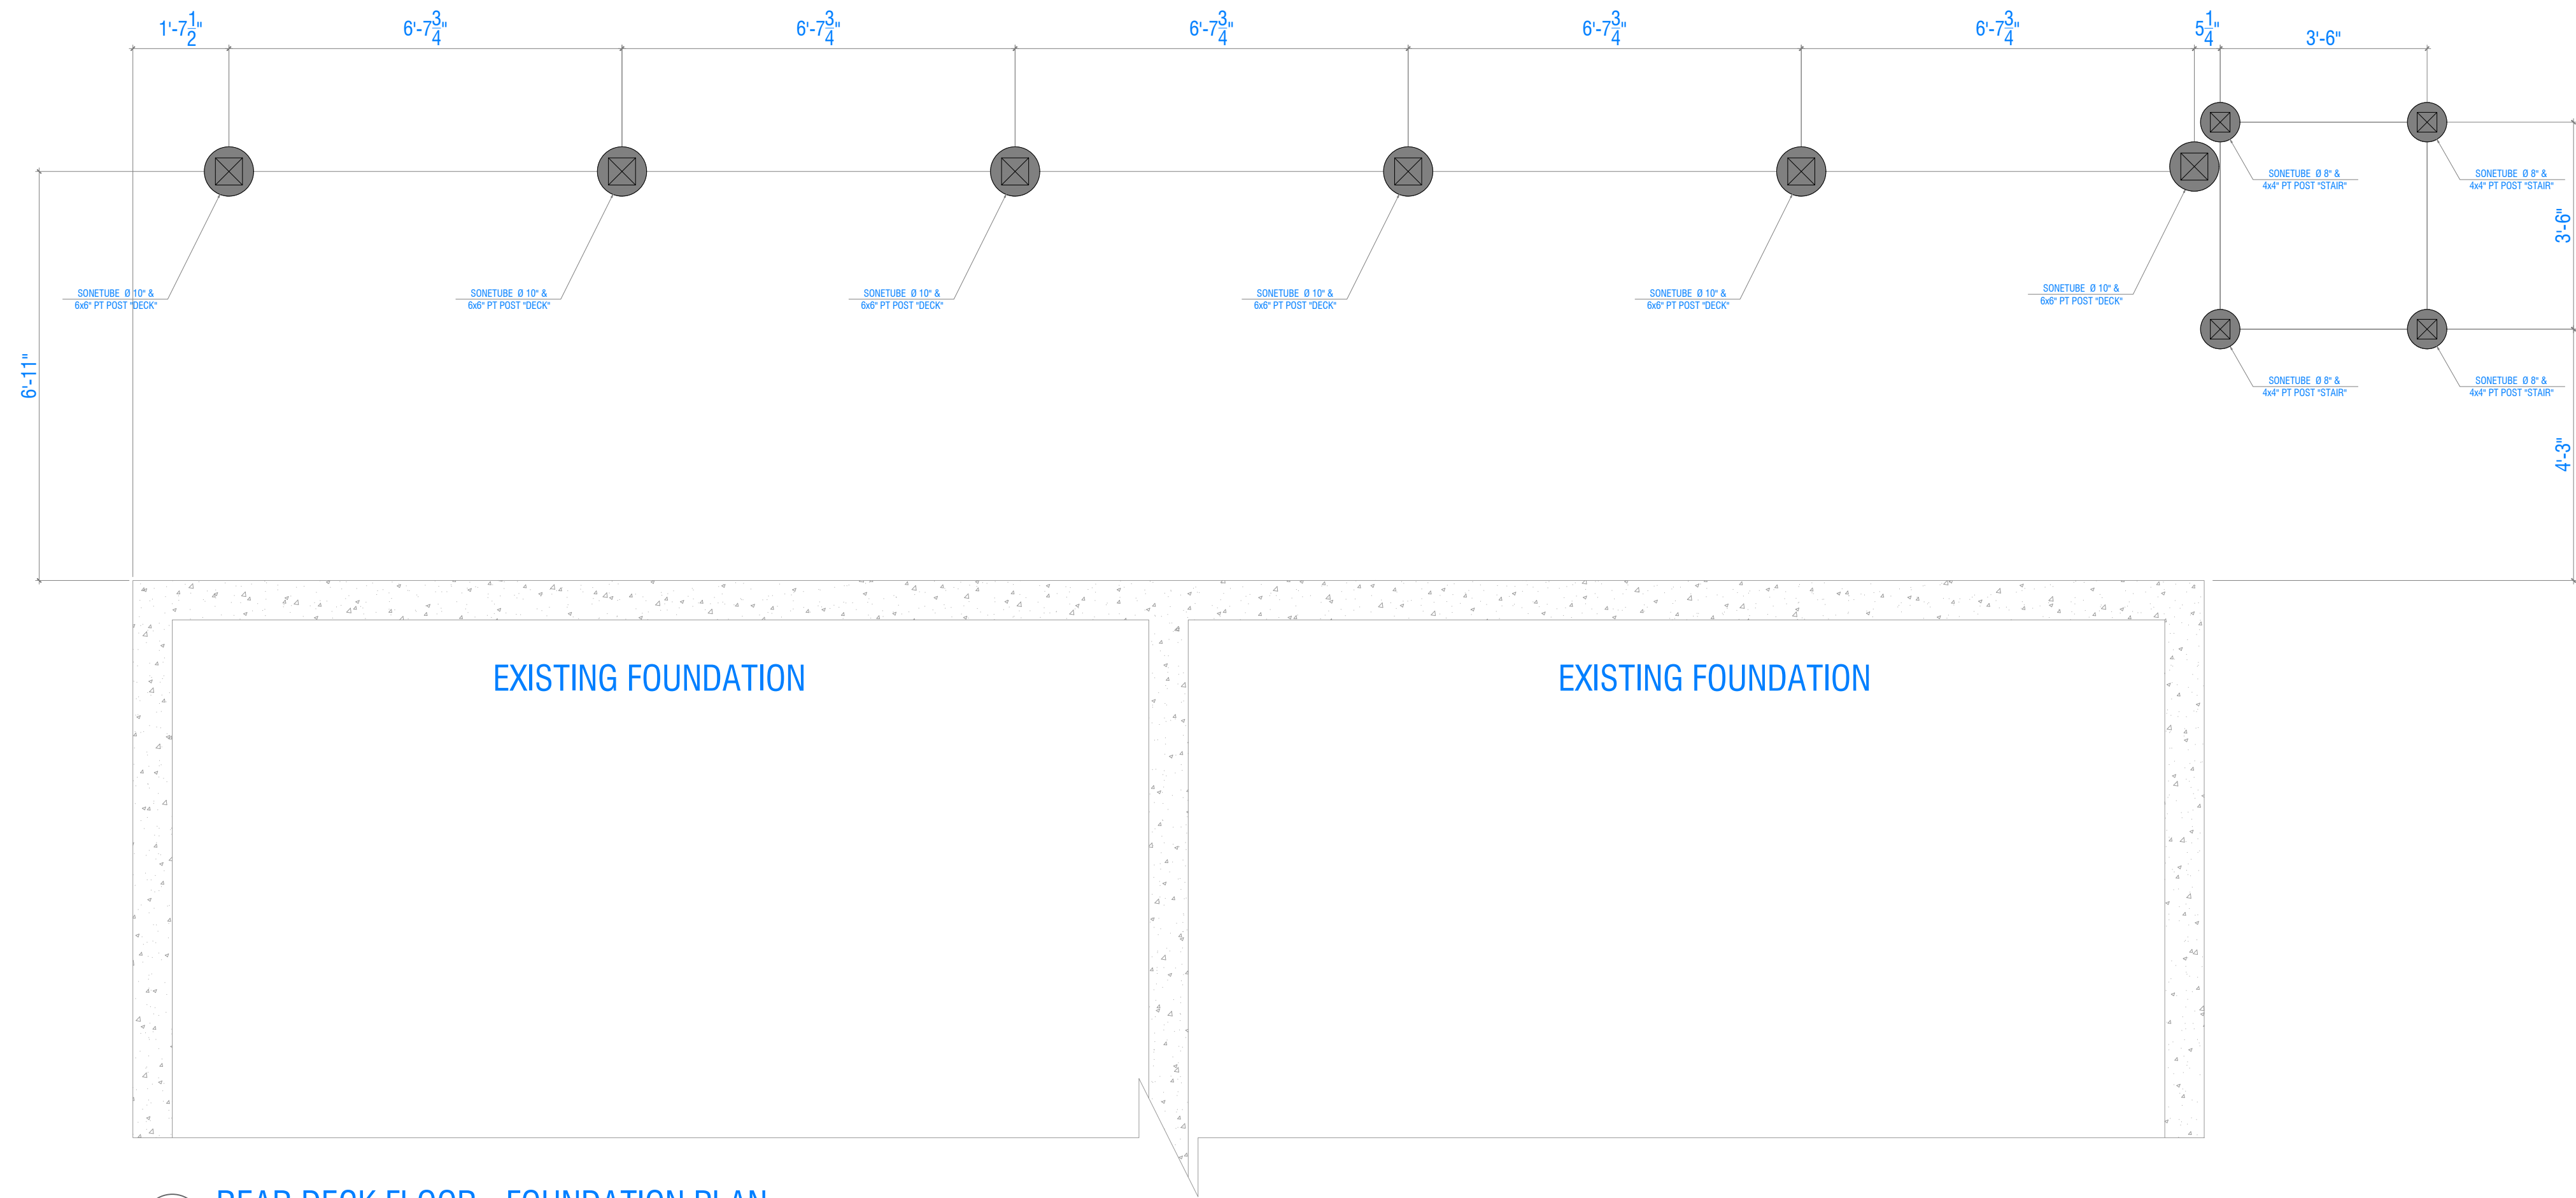 1'-7 1/2"
6'-7 3/4"
6'-7 3/4"
6'-7 3/4"
6'-7 3/4"
6'-7 3/4"
5 1/4"
3'-6"
SONETUBE Ø 8" &
4x4" PT POST "STAIR"
SONETUBE Ø 8" &
4x4" PT POST "STAIR"
3'-6"
SONETUBE Ø 10" &
6x6" PT POST "DECK"
SONETUBE Ø 10" &
6x6" PT POST "DECK"
SONETUBE Ø 10" &
6x6" PT POST "DECK"
SONETUBE Ø 10" &
6x6" PT POST "DECK"
SONETUBE Ø 10" &
6x6" PT POST "DECK"
SONETUBE Ø 10" &
6x6" PT POST "DECK"
6'-11"
SONETUBE Ø 8" &
4x4" PT POST "STAIR"
SONETUBE Ø 8" &
4x4" PT POST "STAIR"
4'-3"
EXISTING FOUNDATION
EXISTING FOUNDATION
REAR DECK FLOOR - FOUNDATION PLAN